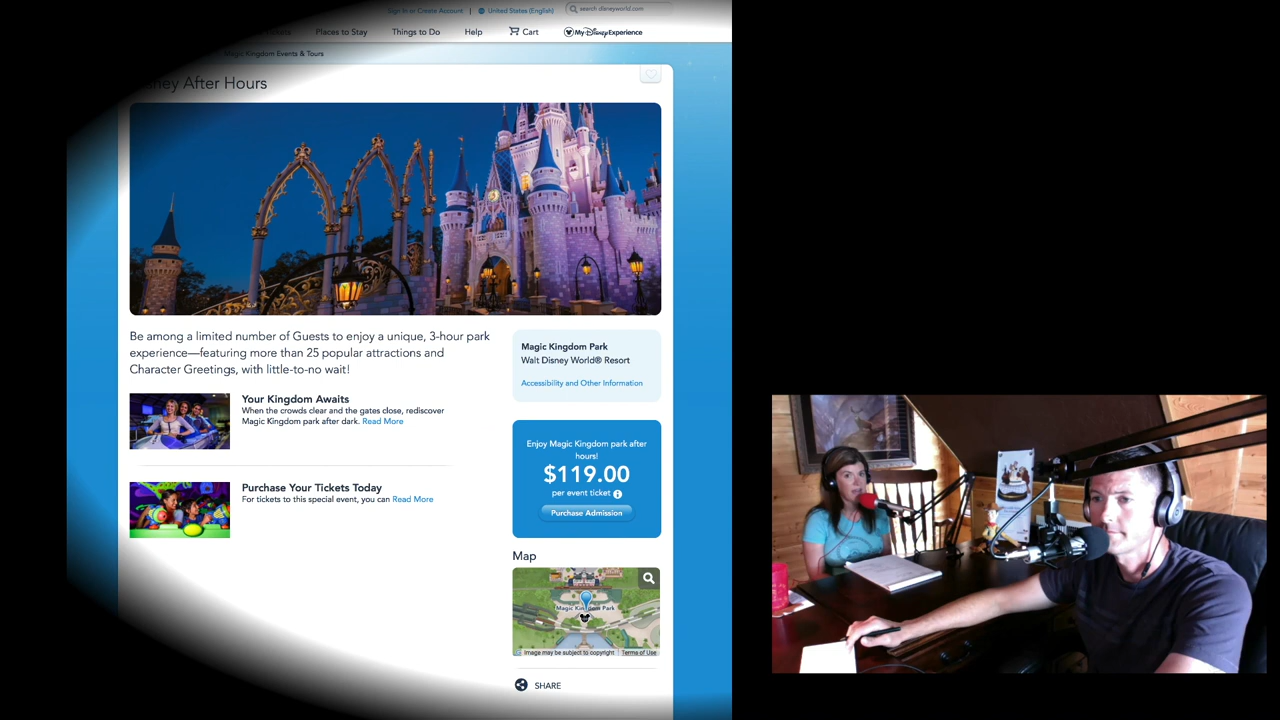 Sign In or Create Account | United States (English) search disneyworld.com
Places to Stay Things to Do Help Cart My Disney Experience
Magic Kingdom Events & Tours
After Hours
Be among a limited number of Guests to enjoy a unique, 3-hour park
experience—featuring more than 25 popular attractions and
Character Greetings, with little-to-no wait!
Your Kingdom Awaits
When the crowds clear and the gates close, rediscover
Magic Kingdom park after dark. Read More
Purchase Your Tickets Today
For tickets to this special event, you can Read More
Magic Kingdom Park
Walt Disney World® Resort
Accessibility and Other Information
Enjoy Magic Kingdom park after
hours!
$119.00
per event ticket
Purchase Admission
Map
Magic Kingdom Park
Image may be subject to copyright Terms of Use
SHARE